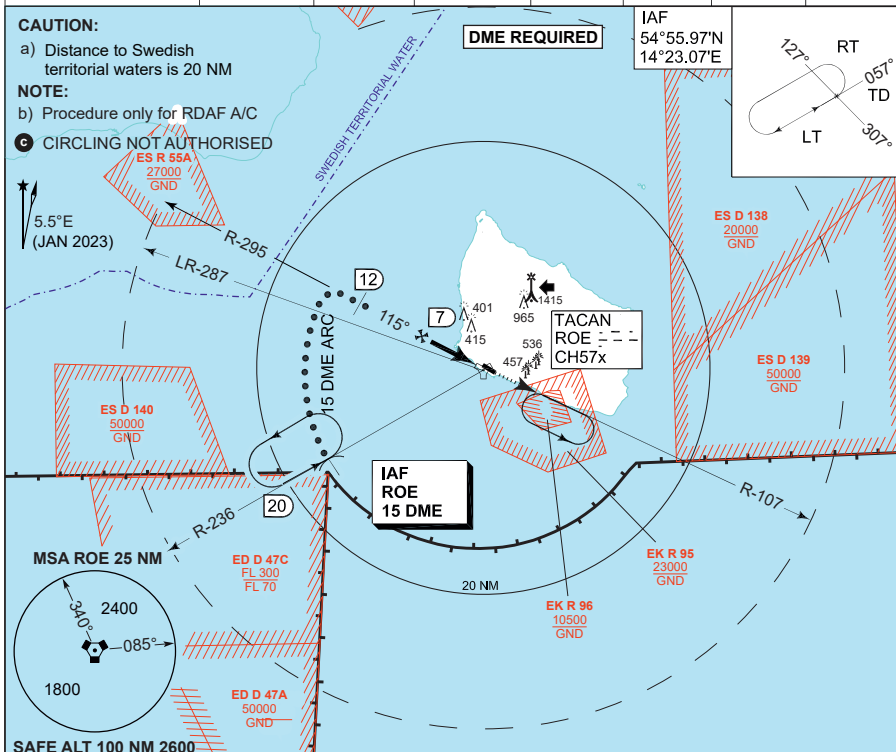 CAUTION:
a) Distance to Swedish
territorial waters is 20 NM
NOTE:
b) Procedure only for RDAF A/C
c CIRCLING NOT AUTHORISED
DME REQUIRED
IAF
54°55.97'N
14°23.07'E
127°
RT
057°
TD
LT
307°
SWEDISH TERRITORIAL WATER
ES R 55A
27000
GND
5.5°E
(JAN 2023)
R-295
LR-287
12
115°
7
15 DME ARC
401
415
965
1415
457
536
TACAN
ROE
CH57x
ES D 138
20000
GND
ES D 139
50000
GND
ES D 140
50000
GND
IAF
ROE
15 DME
20
R-236
R-107
20 NM
EK R 95
23000
GND
EK R 96
10500
GND
ED D 47C
FL 300
FL 70
ED D 47A
50000
GND
MSA ROE 25 NM
340°
2400
085°
1800
SAFE ALT 100 NM 2600